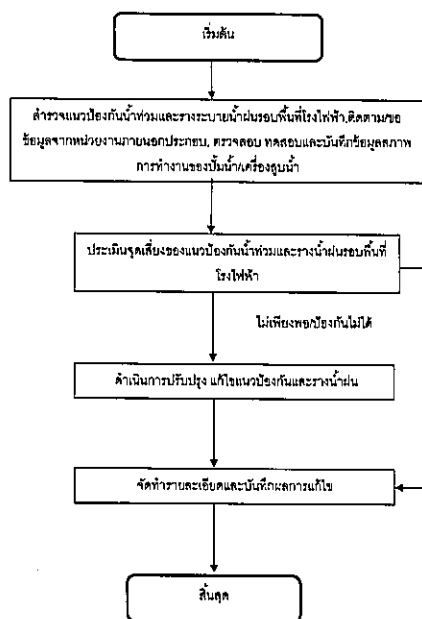 เริ่มต้น
สำรวจแนวป้องกันน้ำท่วมและรางระบายน้ำฝนรอบพื้นที่โรงไฟฟ้า,ติดตาม/ขอ
ข้อมูลจากหน่วยงานภายนอกประกอบ, ตรวจสอบ ทดสอบและบันทึกข้อมูลสภาพ
การทำงานของปั๊มน้ำ/เครื่องสูบน้ำ
ประเมินจุดเสี่ยงของแนวป้องกันน้ำท่วมและรางน้ำฝนรอบพื้นที่
โรงไฟฟ้า
ไม่เพียงพอ/ป้องกันไม่ได้
ดำเนินการปรับปรุง แก้ไขแนวป้องกันและรางน้ำฝน
จัดทำรายละเอียดและบันทึกผลการแก้ไข
สิ้นสุด